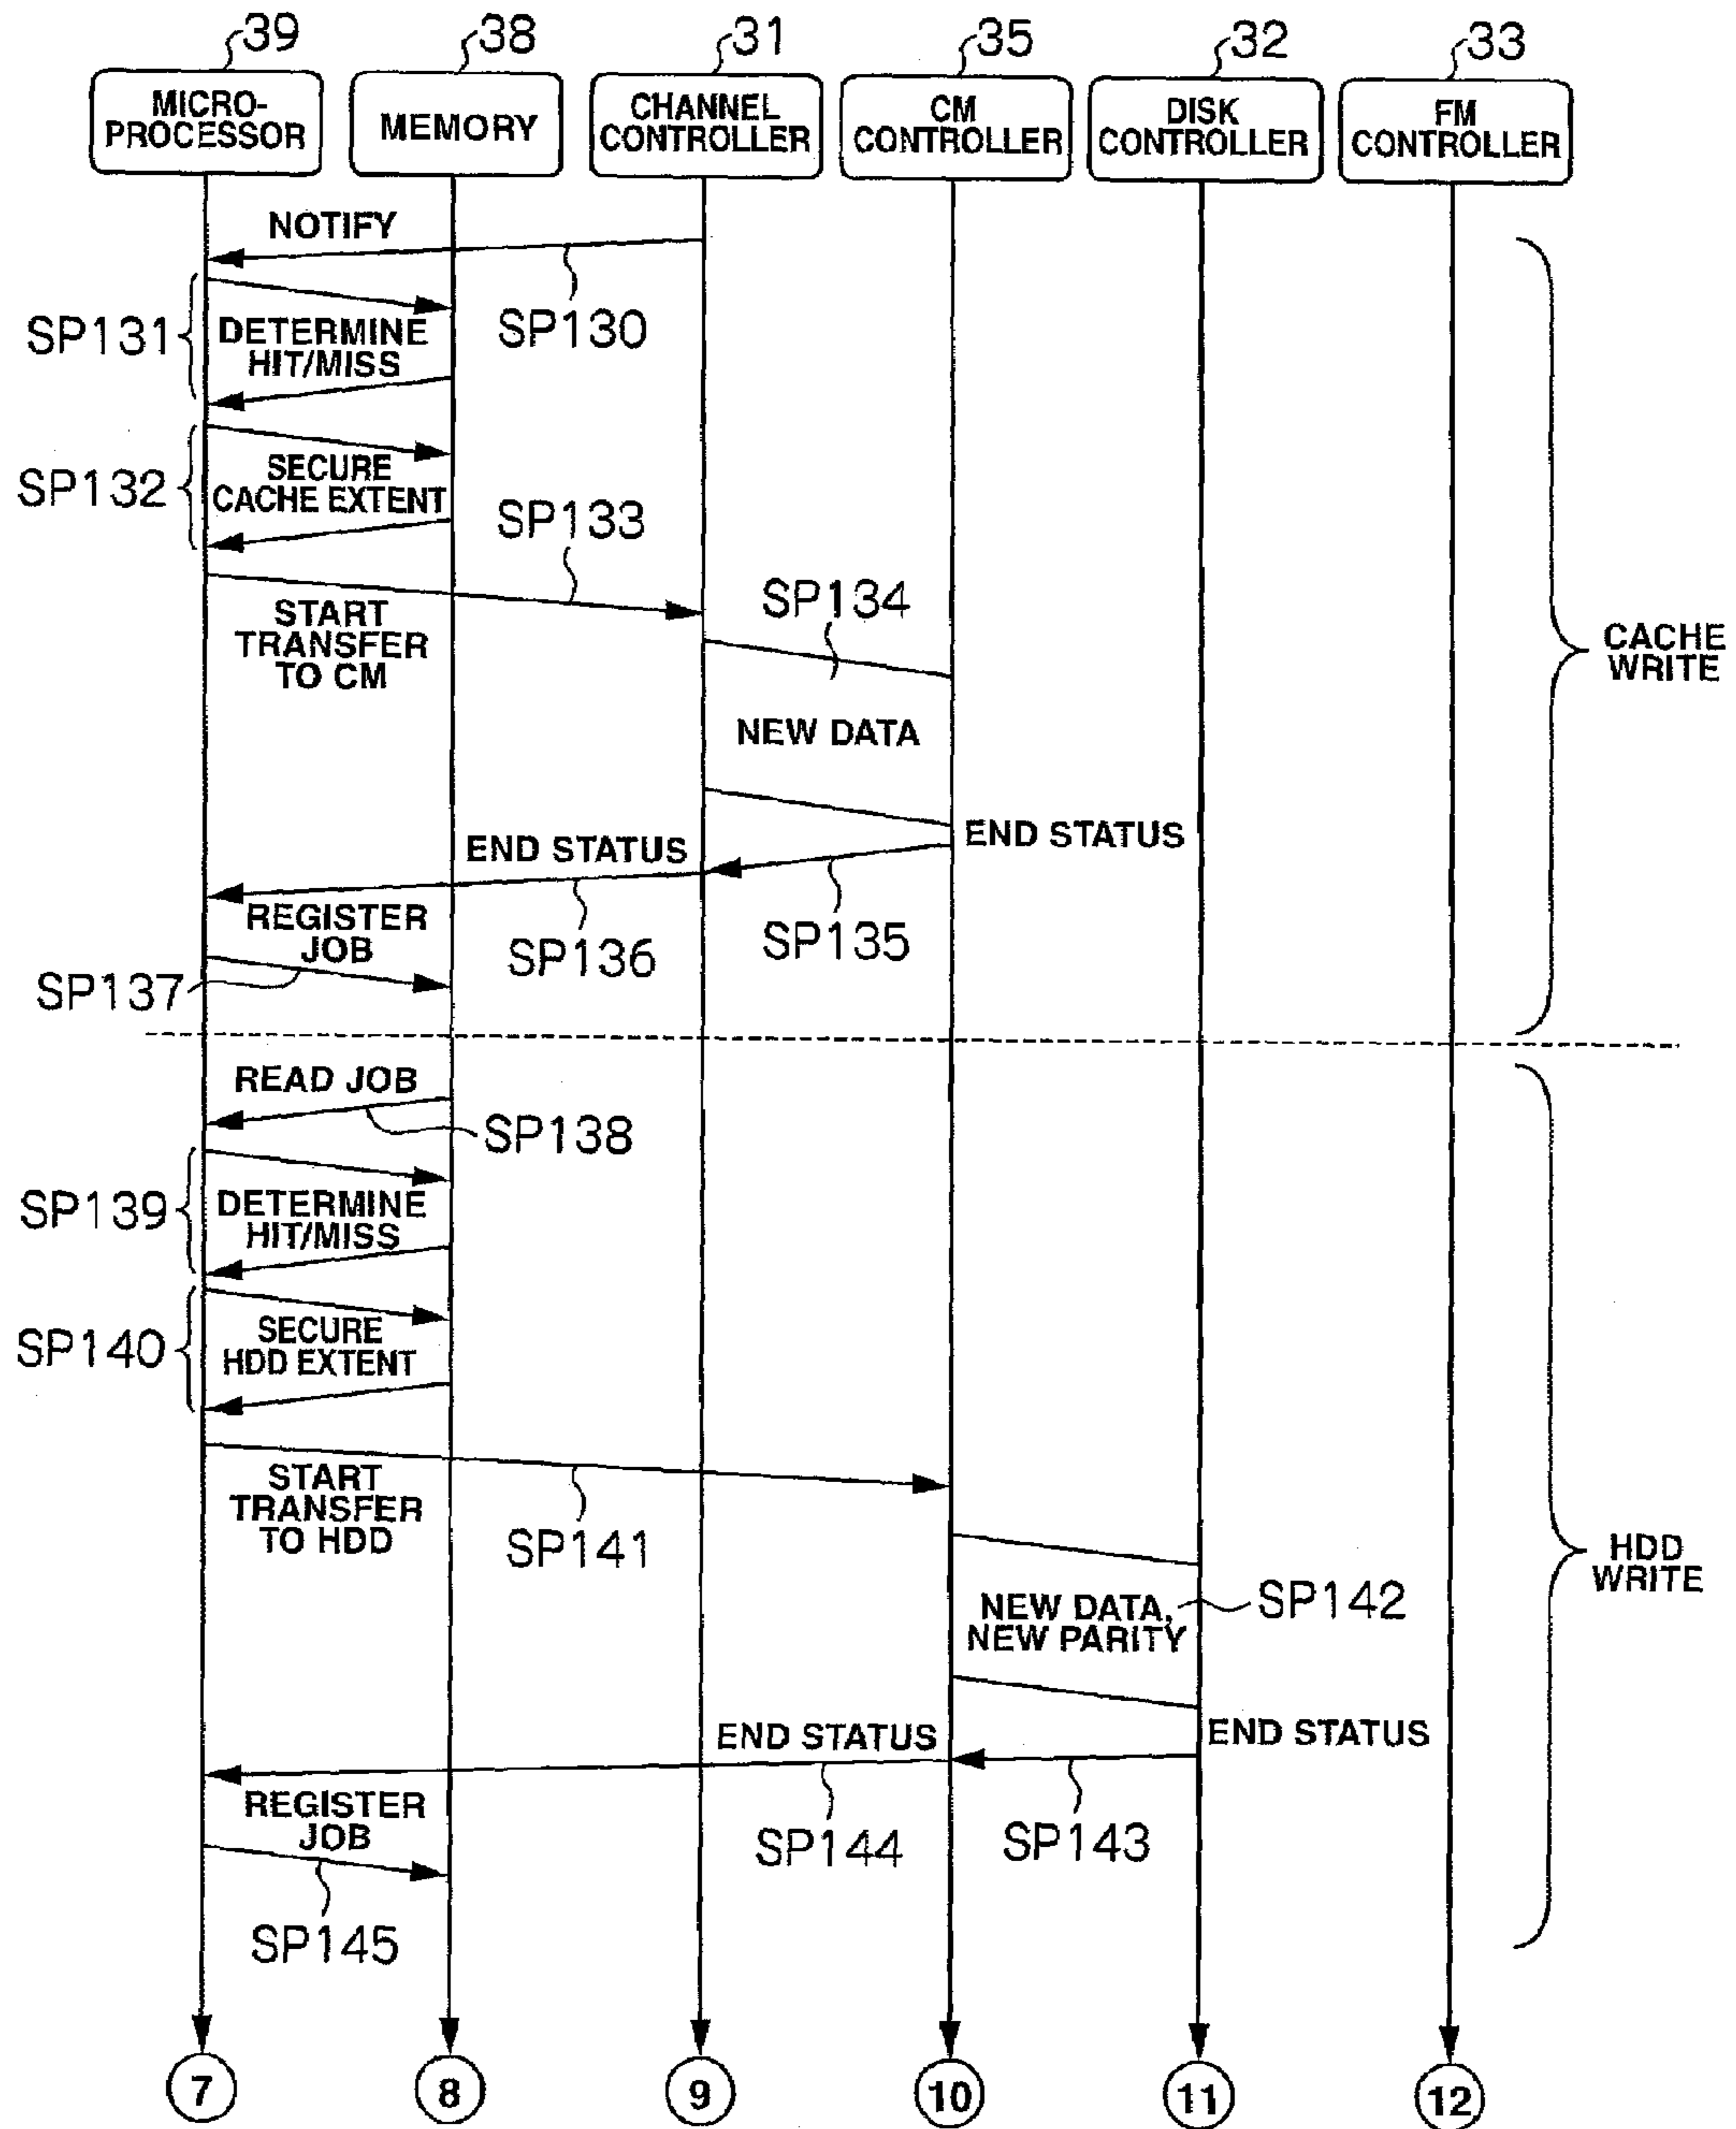 39
38
31
35
32
33
MICRO-
PROCESSOR
MEMORY
CHANNEL
CONTROLLER
CM
CONTROLLER
DISK
CONTROLLER
FM
CONTROLLER
NOTIFY
SP130
SP131
DETERMINE
HIT/MISS
SP132
SECURE
CACHE EXTENT
SP133
START
TRANSFER
TO CM
SP134
NEW DATA
CACHE
WRITE
END STATUS
END STATUS
SP135
SP136
REGISTER
JOB
SP137
READ JOB
SP138
SP139
DETERMINE
HIT/MISS
SP140
SECURE
HDD EXTENT
START
TRANSFER
TO HDD
SP141
NEW DATA,
NEW PARITY
SP142
HDD
WRITE
END STATUS
END STATUS
SP143
SP144
REGISTER
JOB
SP145
7
8
9
10
11
12